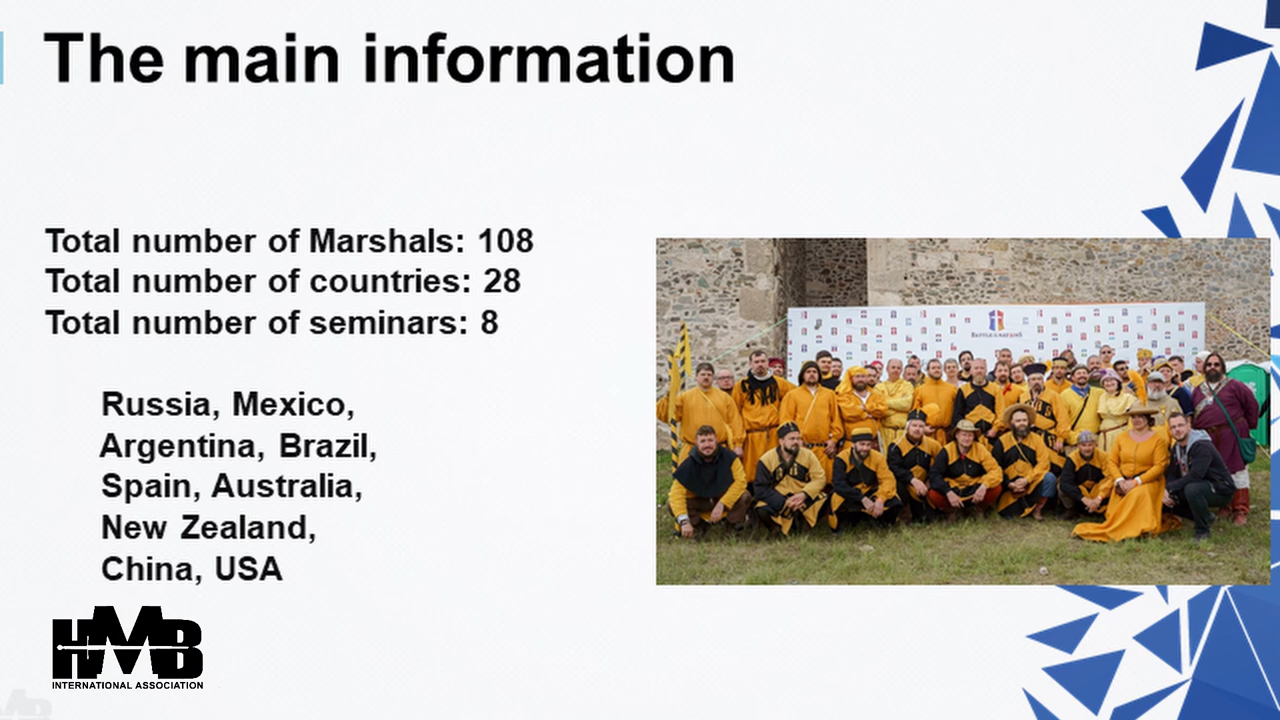 The main information
Total number of Marshals: 108
Total number of countries: 28
Total number of seminars: 8
Russia, Mexico,
Argentina, Brazil,
Spain, Australia,
New Zealand,
China, USA
HMB
INTERNATIONAL ASSOCIATION